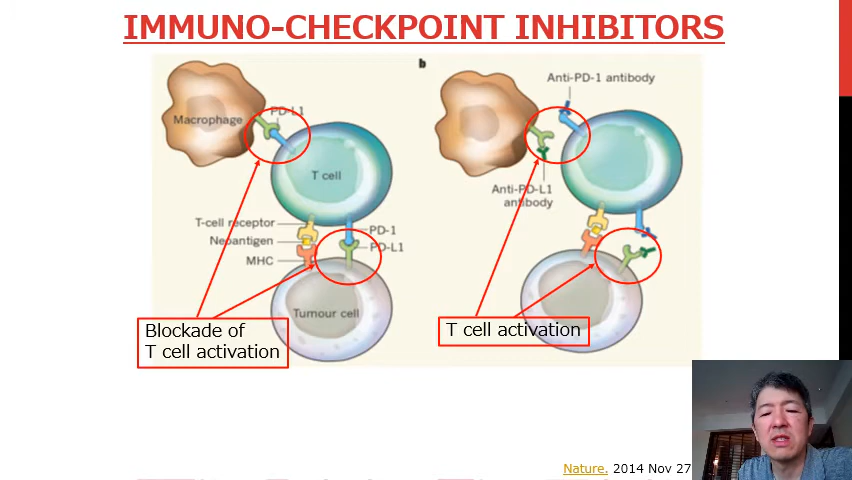 IMMUNO-CHECKPOINT INHIBITORS
b
Macrophage
PD-L1
T cell
T-cell receptor
Neoantigen
MHC
PD-1
PD-L1
Tumour cell
Blockade of
T cell activation
Anti-PD-1 antibody
Anti-PD-L1
antibody
T cell activation
Nature. 2014 Nov 27